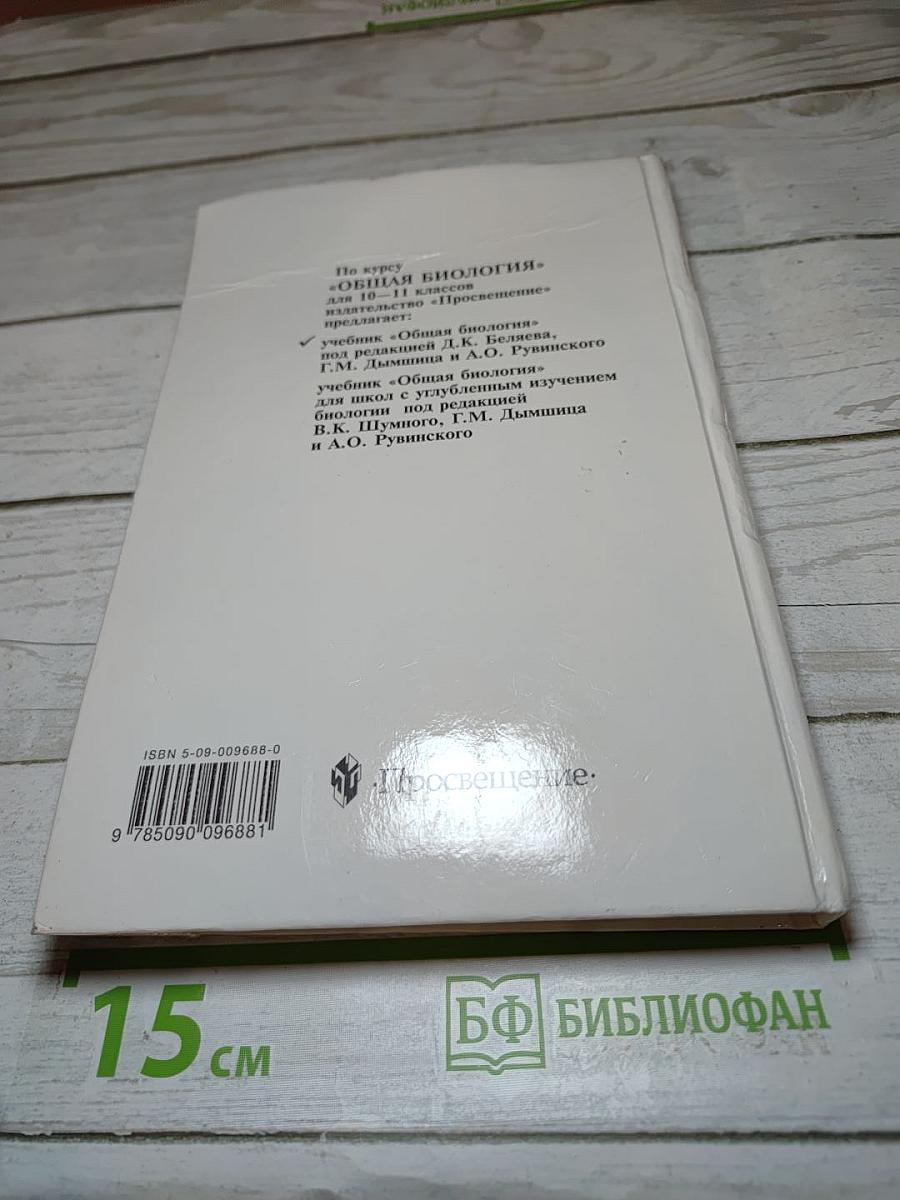 БИБЛИОФАН
По курсу
«ОБЩАЯ БИОЛОГИЯ»
для 10—11 классов
издательство «Просвещение»
предлагает:
учебник «Общая биология»
под редакцией Д.К. Беляева,
Г.М. Дымшица и А.О. Рувинского
учебник «Общая биология»
для школ с углубленным изучением
биологии под редакцией
В.К. Шумного, Г.М. Дымшица
и А.О. Рувинского
ISBN 5-09-009688-0
9 785090 096881
·Просвещение·
15 см
БФ БИБЛИОФАН